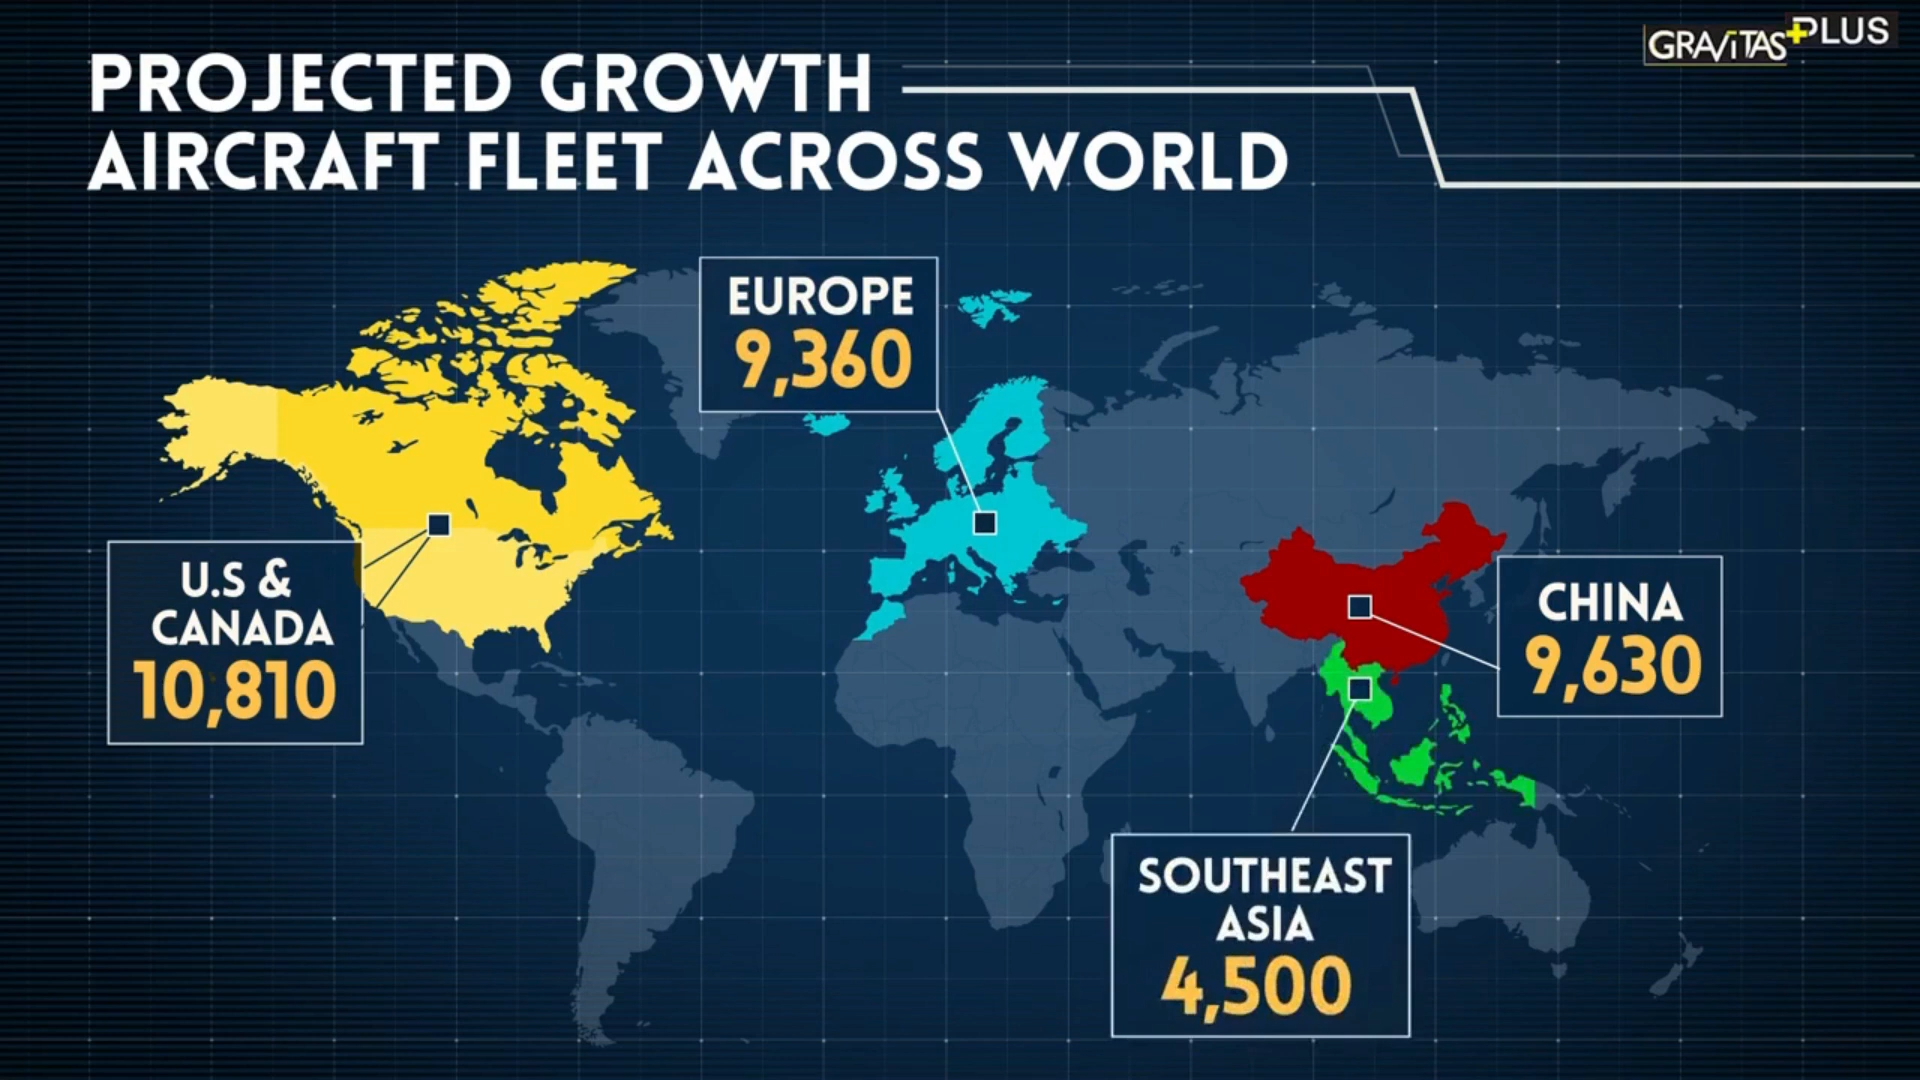 GRAVITAS PLUS
PROJECTED GROWTH
AIRCRAFT FLEET ACROSS WORLD
EUROPE
9,360
U.S &
CANADA
10,810
CHINA
9,630
SOUTHEAST
ASIA
4,500